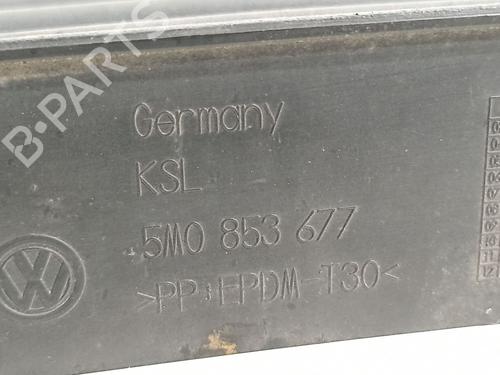 B-PARTS
Germany
KSL
5M0 853 677
>PP+EPDM-T30<